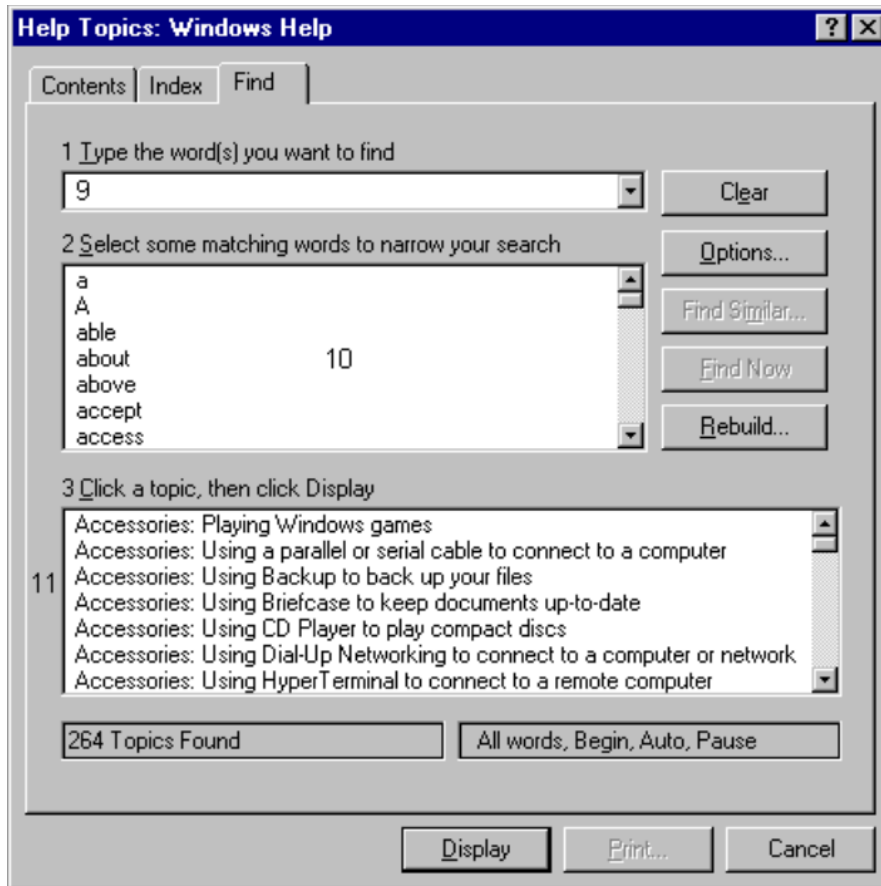 Help Topics: Windows Help
Contents Index Find
1 Type the word(s) you want to find
9
Clear
2 Select some matching words to narrow your search
Options...
a
A
able
about
above
accept
access
10
Find Similar...
Find Now
Rebuild...
3 Click a topic, then click Display
11
Accessories: Playing Windows games
Accessories: Using a parallel or serial cable to connect to a computer
Accessories: Using Backup to back up your files
Accessories: Using Briefcase to keep documents up-to-date
Accessories: Using CD Player to play compact discs
Accessories: Using Dial-Up Networking to connect to a computer or network
Accessories: Using HyperTerminal to connect to a remote computer
264 Topics Found
All words, Begin, Auto, Pause
Display Print... Cancel